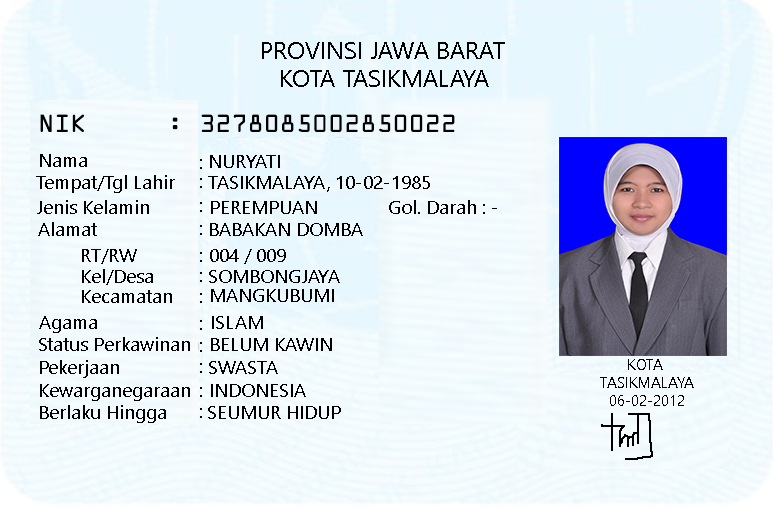 PROVINSI JAWA BARAT
KOTA TASIKMALAYA
NIK : 3278085002850022
Nama : NURYATI
Tempat/Tgl Lahir : TASIKMALAYA, 10-02-1985
Jenis Kelamin : PEREMPUAN Gol. Darah : -
Alamat : BABAKAN DOMBA
RT/RW : 004 / 009
Kel/Desa : SOMBONGJAYA
Kecamatan : MANGKUBUMI
Agama : ISLAM
Status Perkawinan : BELUM KAWIN
Pekerjaan : SWASTA
Kewarganegaraan : INDONESIA
Berlaku Hingga : SEUMUR HIDUP
KOTA
TASIKMALAYA
06-02-2012